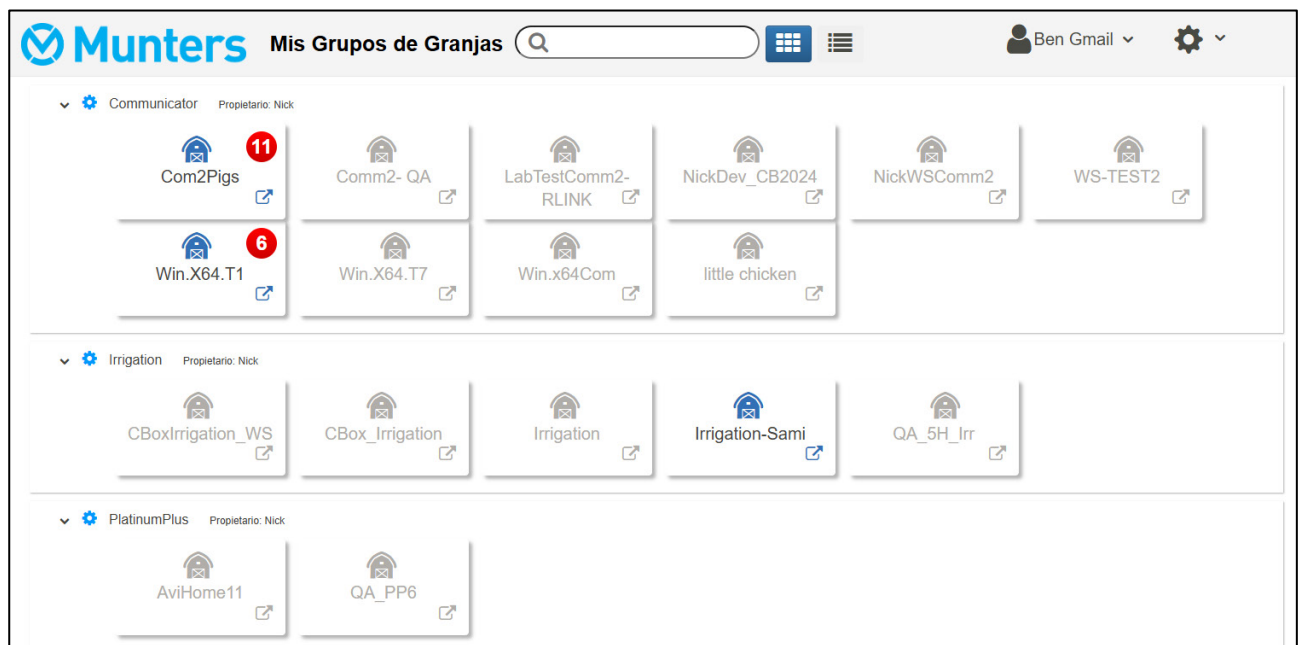 Munters Mis Grupos de Granjas Ben Gmail
Communicator Propietario: Nick
11
Com2Pigs Comm2- QA LabTestComm2- NickDev_CB2024 NickWSComm2 WS-TEST2
RLINK
6
Win.X64.T1 Win.X64.T7 Win.x64Com little chicken
Irrigation Propietario: Nick
CBoxIrrigation_WS CBox_Irrigation Irrigation Irrigation-Sami QA_5H_Irr
PlatinumPlus Propietario: Nick
AviHome11 QA_PP6